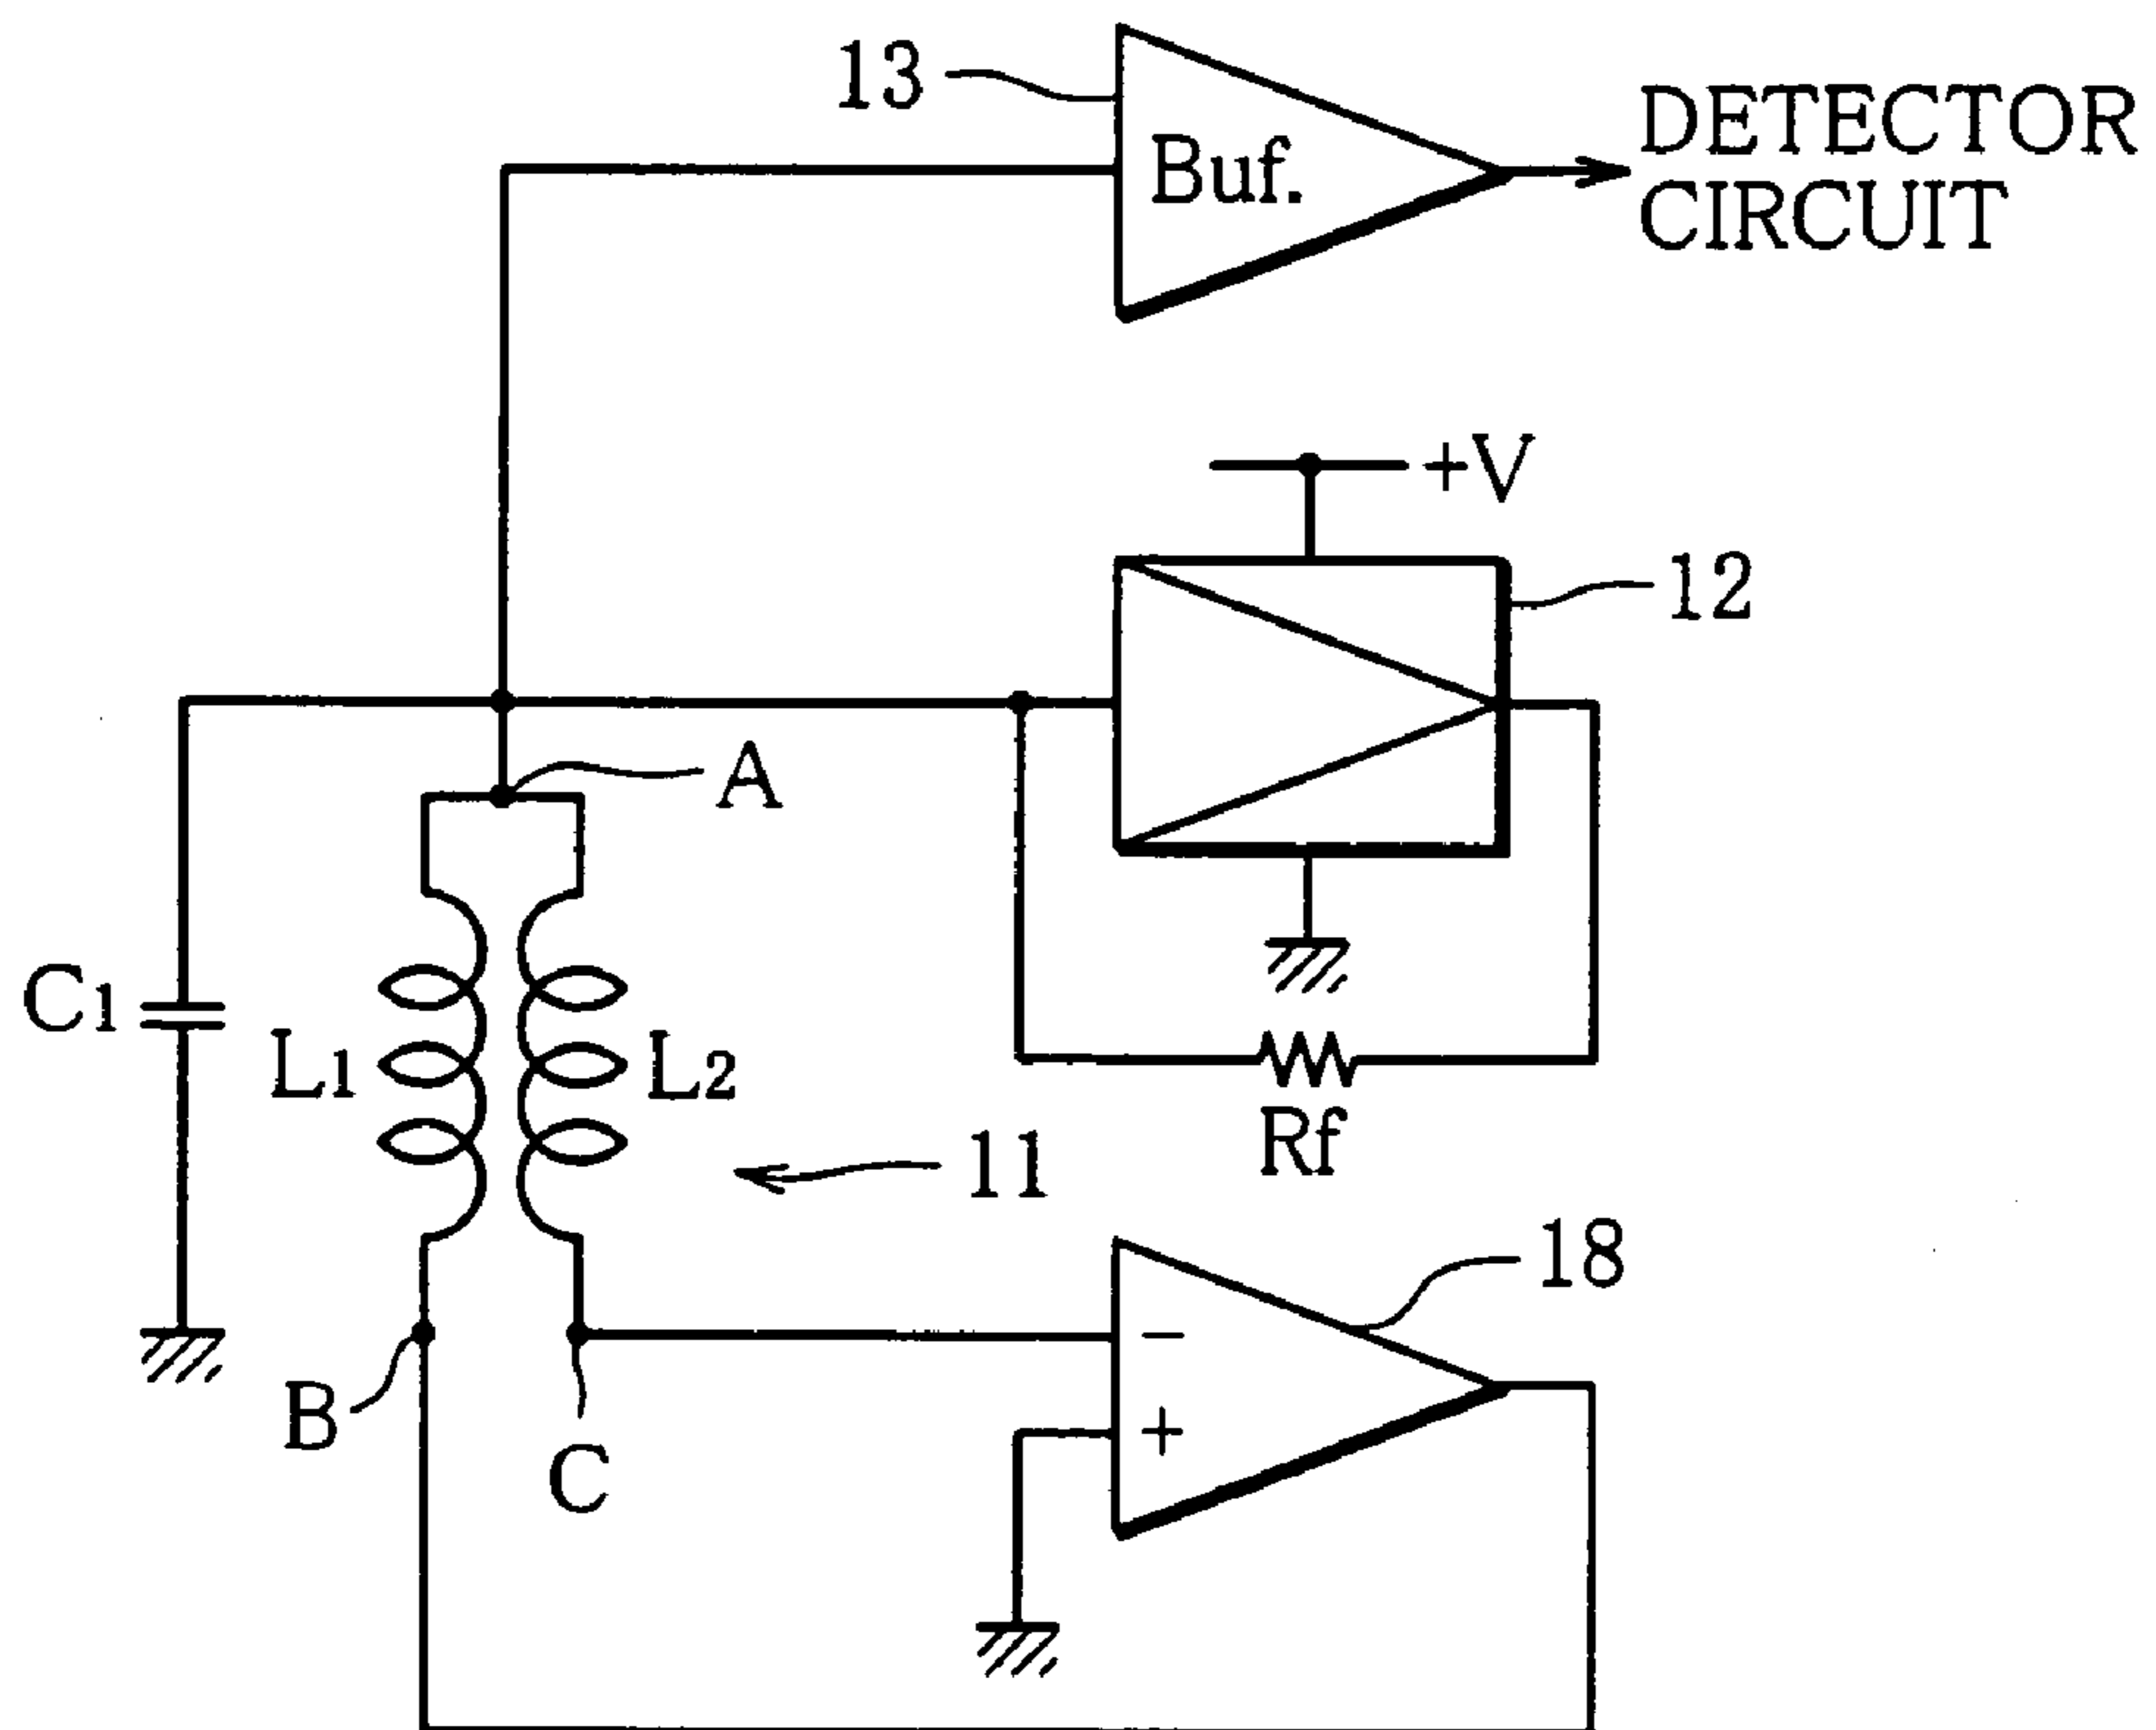 13
Buf.
DETECTOR
CIRCUIT
+V
12
A
C1
L1
L2
Rf
11
18
B
C
−
+